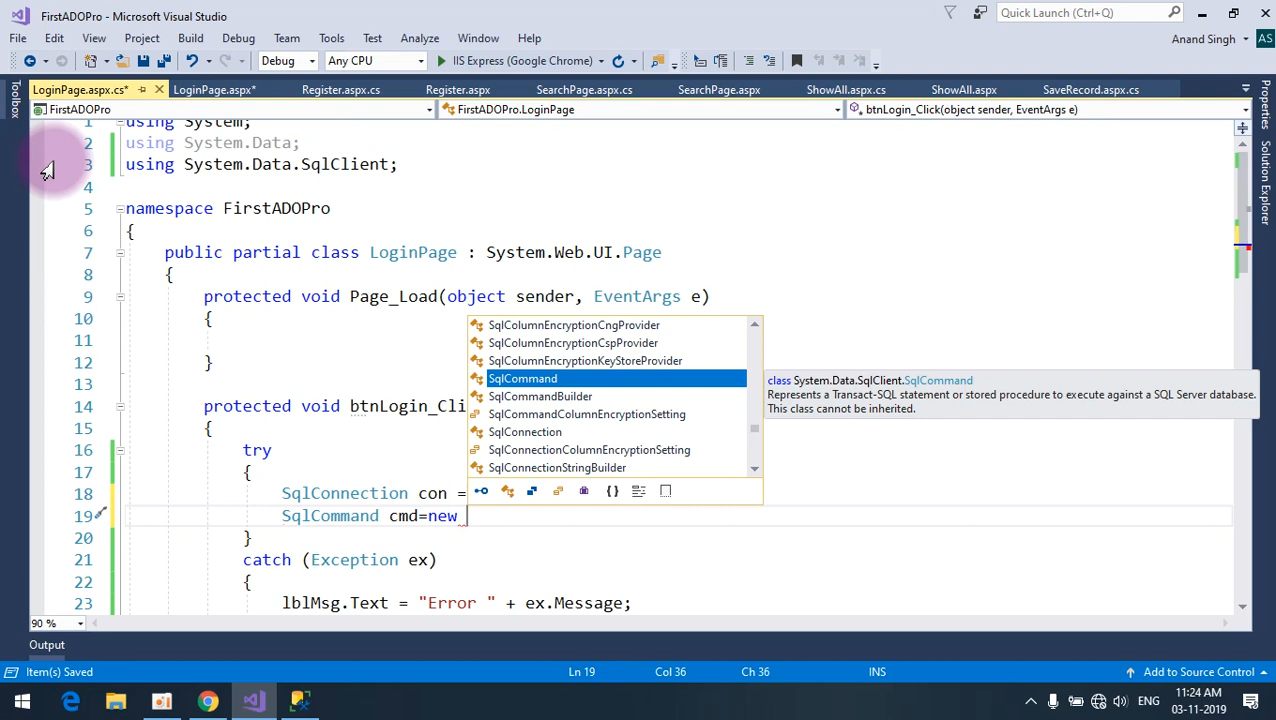 FirstADOPro - Microsoft Visual Studio
Quick Launch (Ctrl+Q)
File Edit View Project Build Debug Team Tools Test Analyze Window Help
Anand Singh AS
Debug Any CPU IIS Express (Google Chrome)
LoginPage.aspx.cs* LoginPage.aspx* Register.aspx.cs Register.aspx SearchPage.aspx.cs SearchPage.aspx ShowAll.aspx.cs ShowAll.aspx SaveRecord.aspx.cs
Toolbox
Properties
Solution Explorer
FirstADOPro FirstADOPro.LoginPage btnLogin_Click(object sender, EventArgs e)
1 using System;
2 using System.Data;
3 using System.Data.SqlClient;
4
5 namespace FirstADOPro
6 {
7 public partial class LoginPage : System.Web.UI.Page
8 {
9 protected void Page_Load(object sender, EventArgs e)
10 {
11
12 }
13
14 protected void btnLogin_Cli
15 {
16 try
17 {
18 SqlConnection con =
19 SqlCommand cmd=new
20 }
21 catch (Exception ex)
22 {
23 lblMsg.Text = "Error " + ex.Message;
SqlColumnEncryptionCngProvider
SqlColumnEncryptionCspProvider
SqlColumnEncryptionKeyStoreProvider
SqlCommand
SqlCommandBuilder
SqlCommandColumnEncryptionSetting
SqlConnection
SqlConnectionColumnEncryptionSetting
SqlConnectionStringBuilder
class System.Data.SqlClient.SqlCommand
Represents a Transact-SQL statement or stored procedure to execute against a SQL Server database.
This class cannot be inherited.
90 %
Output
Item(s) Saved Ln 19 Col 36 Ch 36 INS Add to Source Control
ENG 11:24 AM
03-11-2019